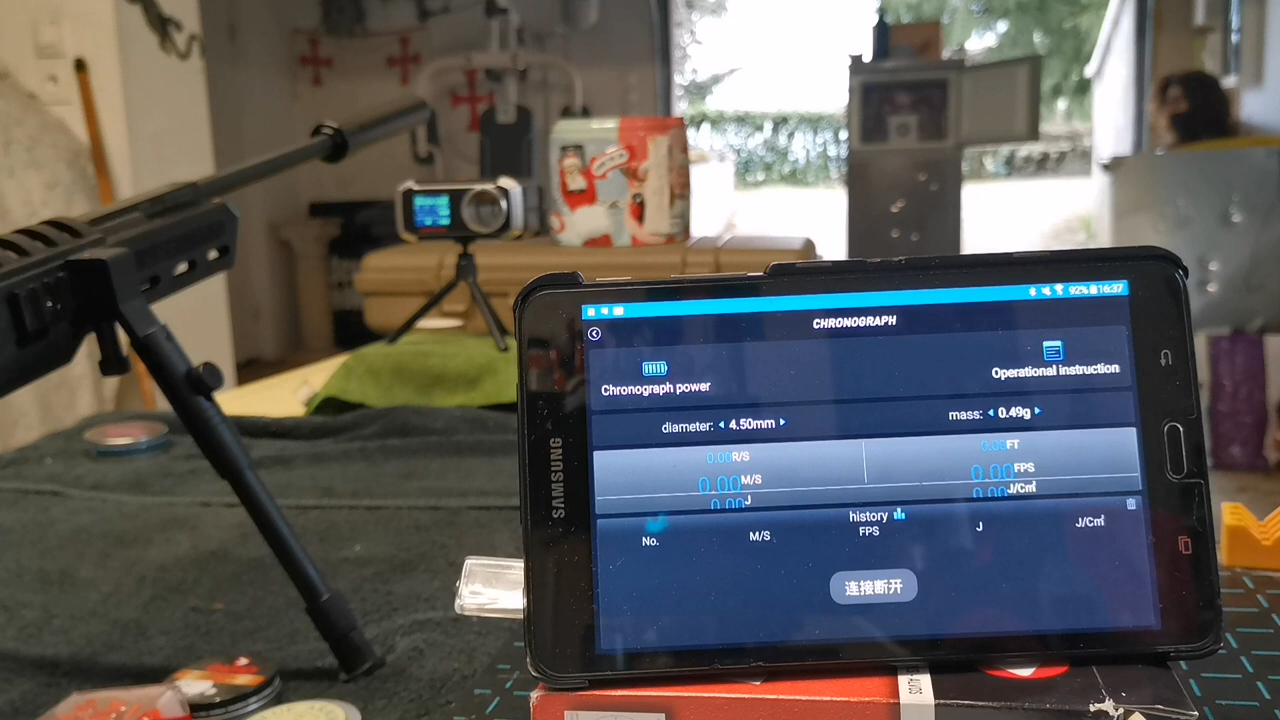 92% 16:37
CHRONOGRAPH
Chronograph power
Operational instruction
diameter: 4.50mm
mass: 0.49g
0.00R/S
0.00FT
0.00M/S
0.00FPS
0.00J
0.00J/Cm²
history
No. M/S FPS J J/Cm²
连接断开
SAMSUNG